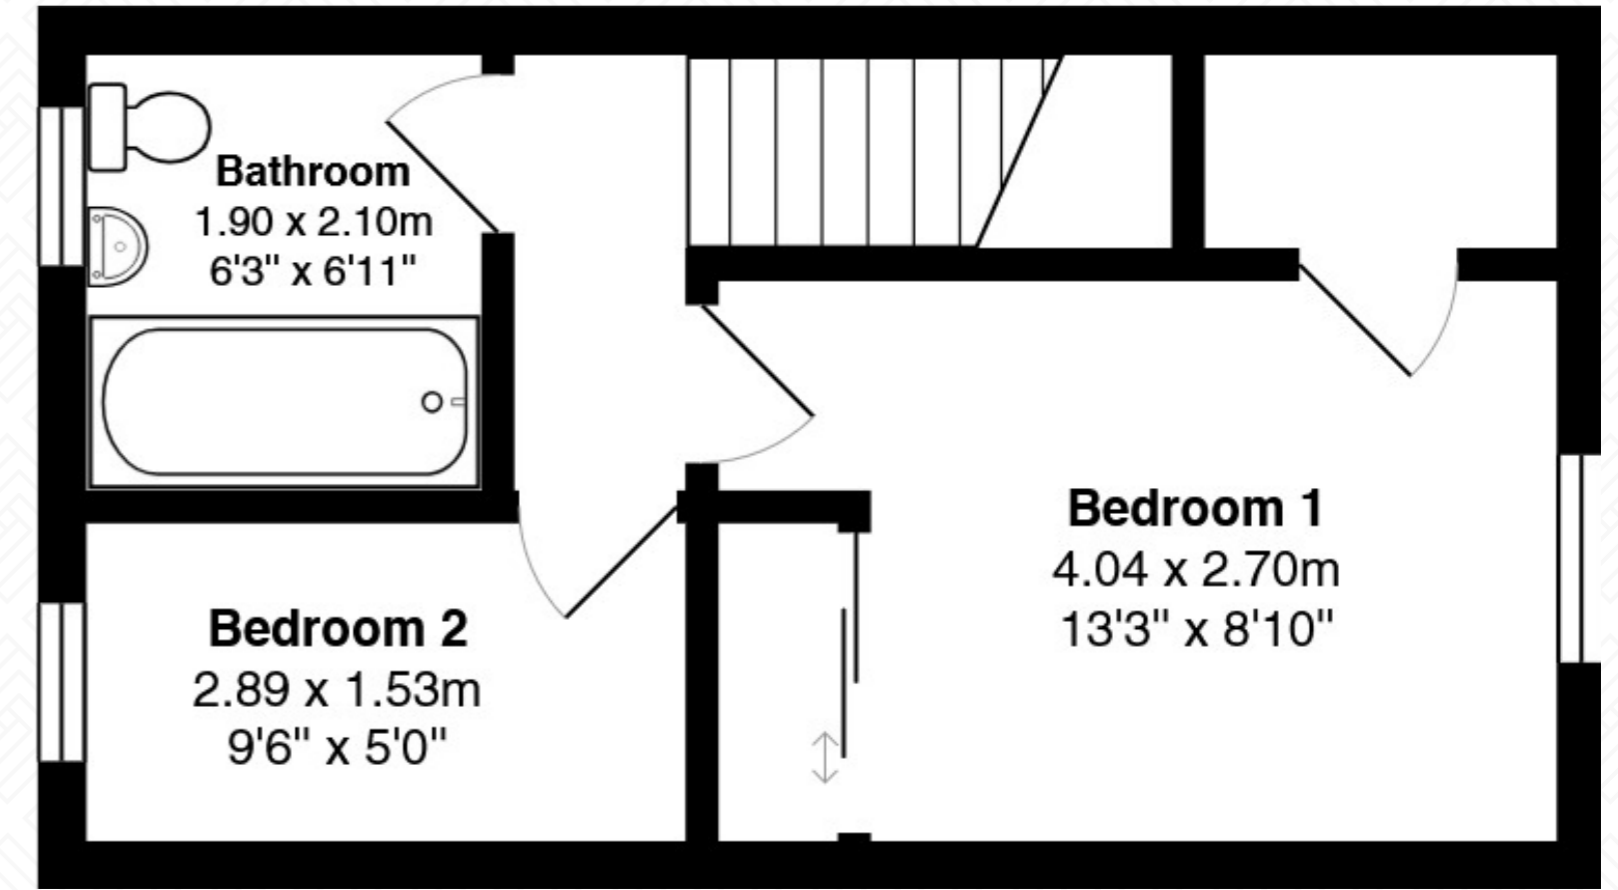 Bathroom
1.90 x 2.10m
6'3" x 6'11"
Bedroom 1
4.04 x 2.70m
13'3" x 8'10"
Bedroom 2
2.89 x 1.53m
9'6" x 5'0"